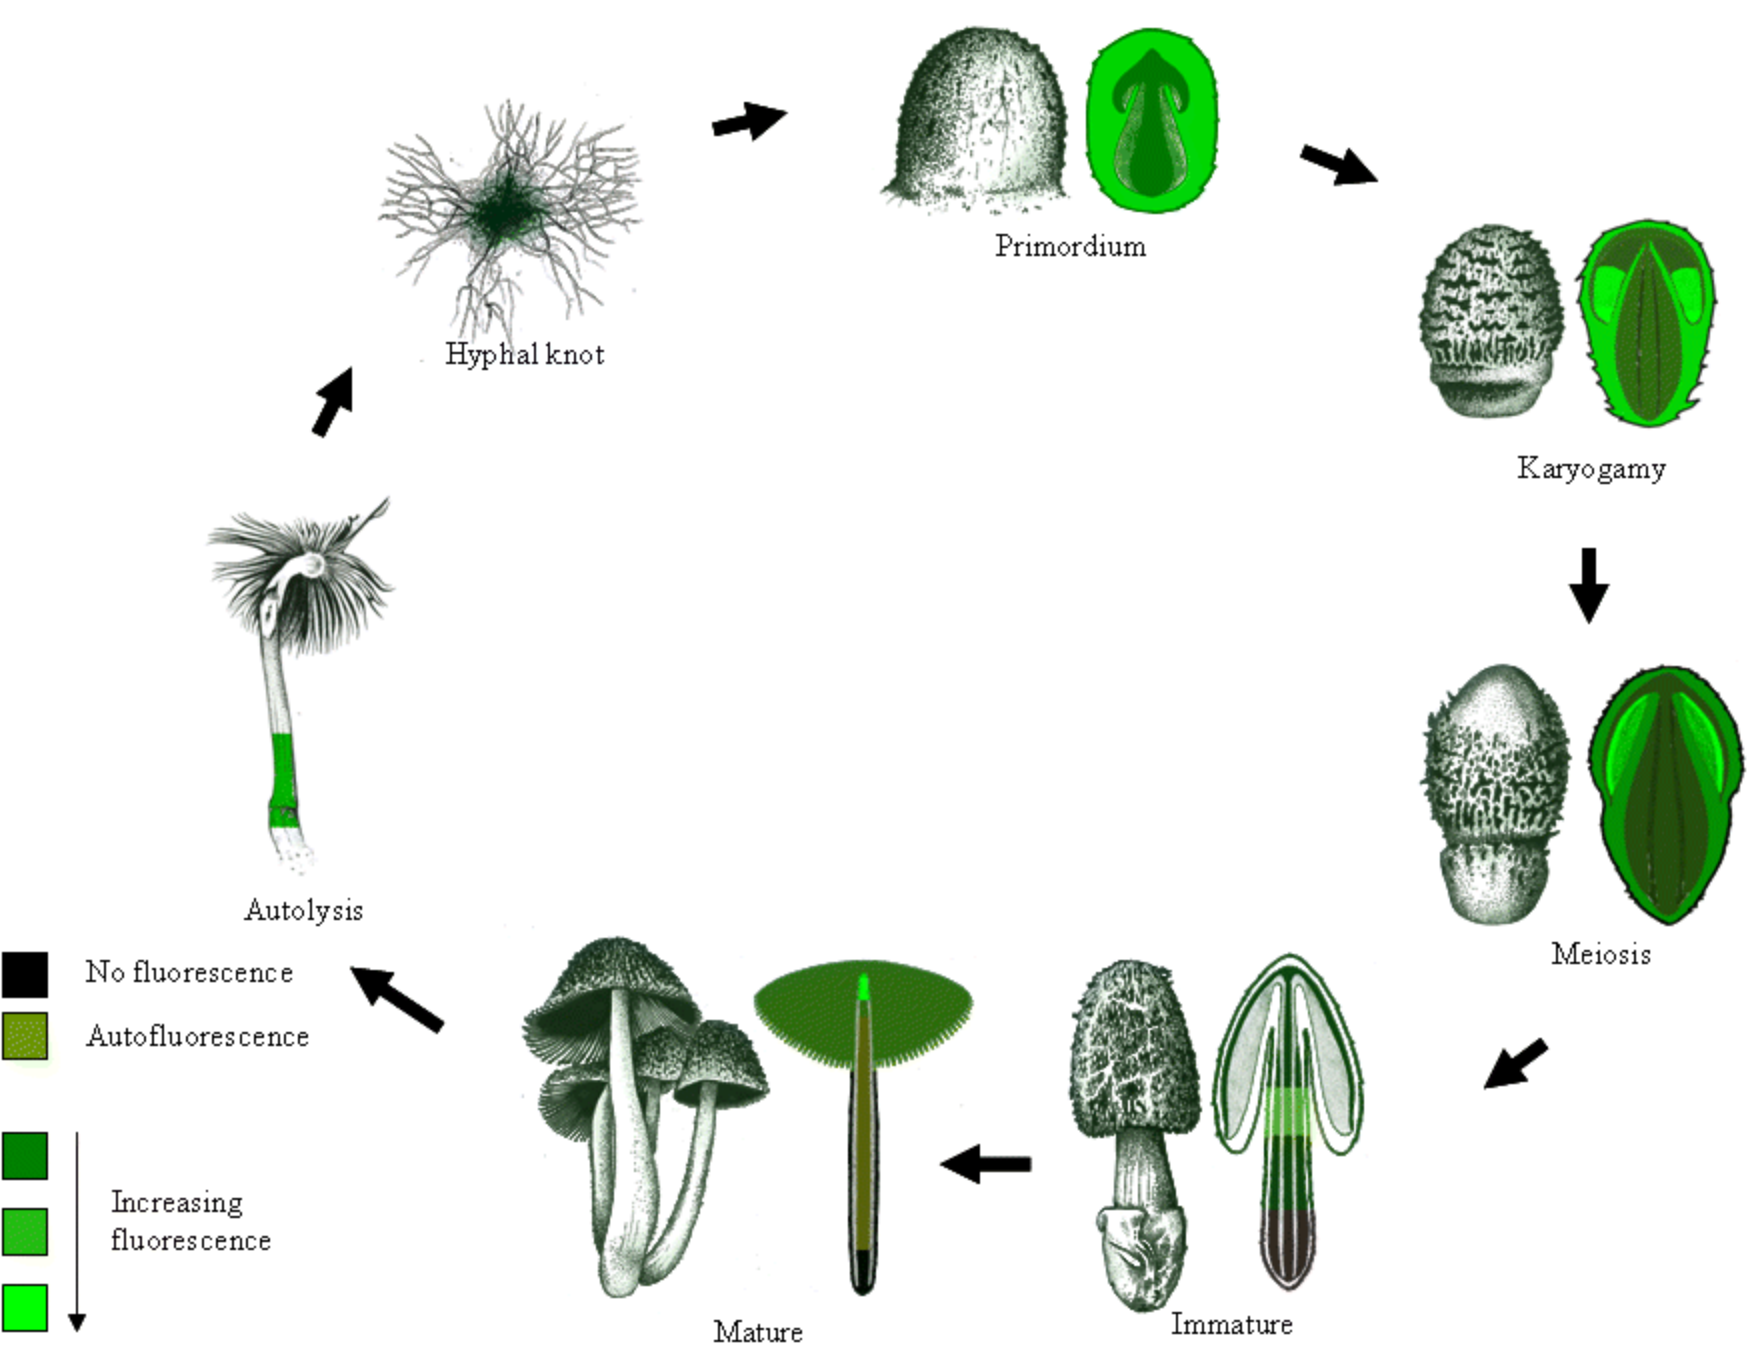 Primordium
Hyphal knot
Karyogamy
Autolysis
Meiosis
No fluorescence
Autofluorescence
Increasing
fluorescence
Immature
Mature